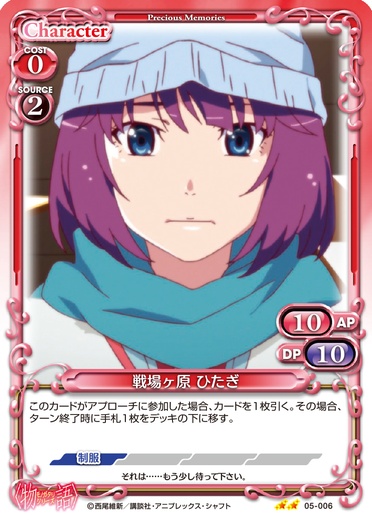 Precious Memories
Character
COST
0
SOURCE
2
10 AP
DP 10
戦場ヶ原 ひたぎ
このカードがアプローチに参加した場合、カードを1枚引く。その場合、
ターン終了時に手札1枚をデッキの下に移す。
制服
それは……もう少し待って下さい。
物語
©西尾維新/講談社・アニプレックス・シャフト
05-006